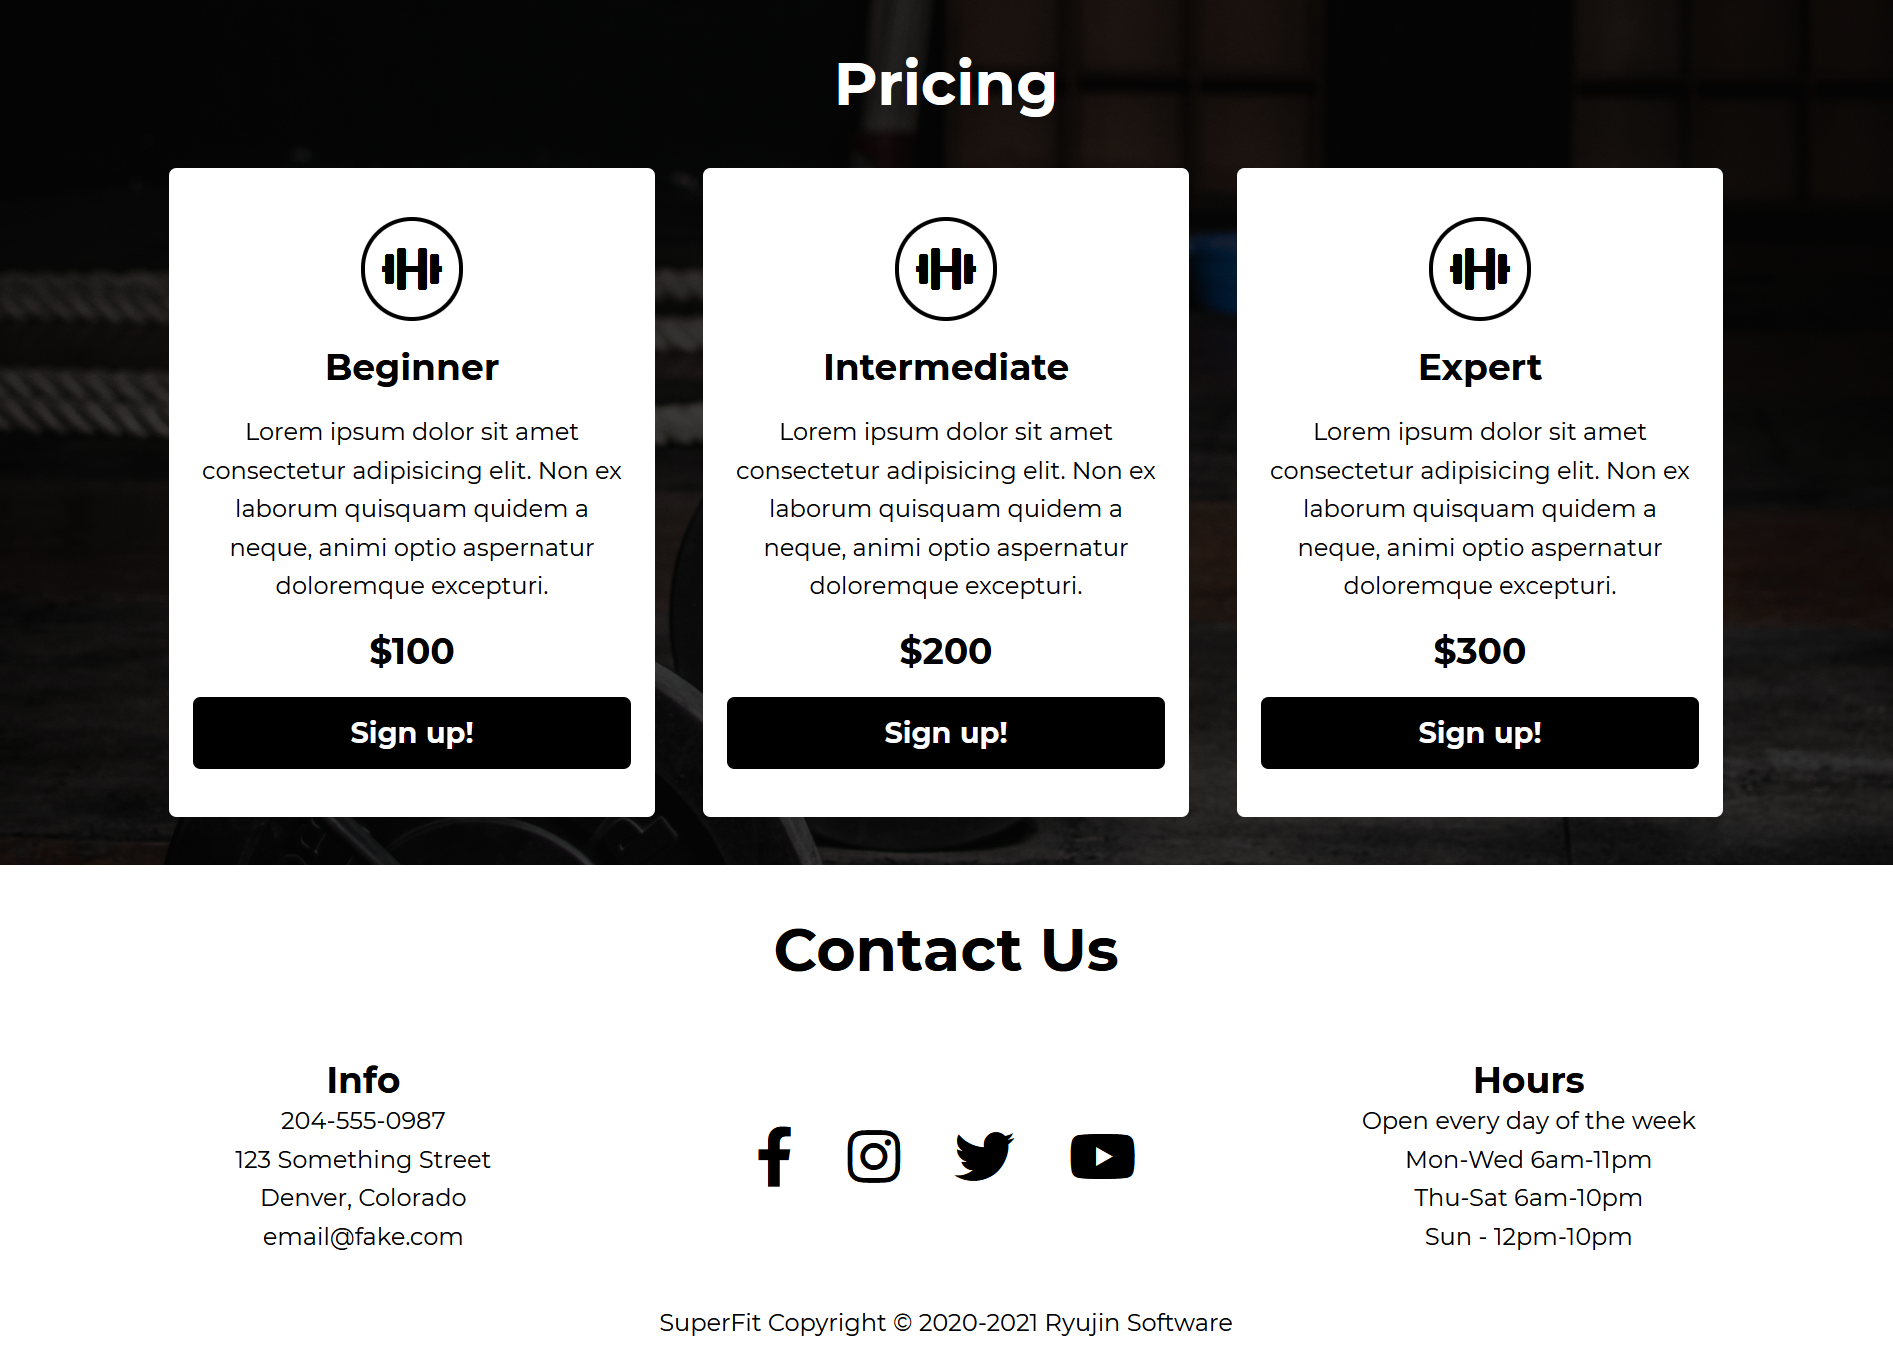 Pricing
Beginner
Lorem ipsum dolor sit amet
consectetur adipisicing elit. Non ex
laborum quisquam quidem a
neque, animi optio aspernatur
doloremque excepturi.
$100
Sign up!
Intermediate
Lorem ipsum dolor sit amet
consectetur adipisicing elit. Non ex
laborum quisquam quidem a
neque, animi optio aspernatur
doloremque excepturi.
$200
Sign up!
Expert
Lorem ipsum dolor sit amet
consectetur adipisicing elit. Non ex
laborum quisquam quidem a
neque, animi optio aspernatur
doloremque excepturi.
$300
Sign up!
Contact Us
Info
204-555-0987
123 Something Street
Denver, Colorado
email@fake.com
Hours
Open every day of the week
Mon-Wed 6am-11pm
Thu-Sat 6am-10pm
Sun - 12pm-10pm
SuperFit Copyright © 2020-2021 Ryujin Software